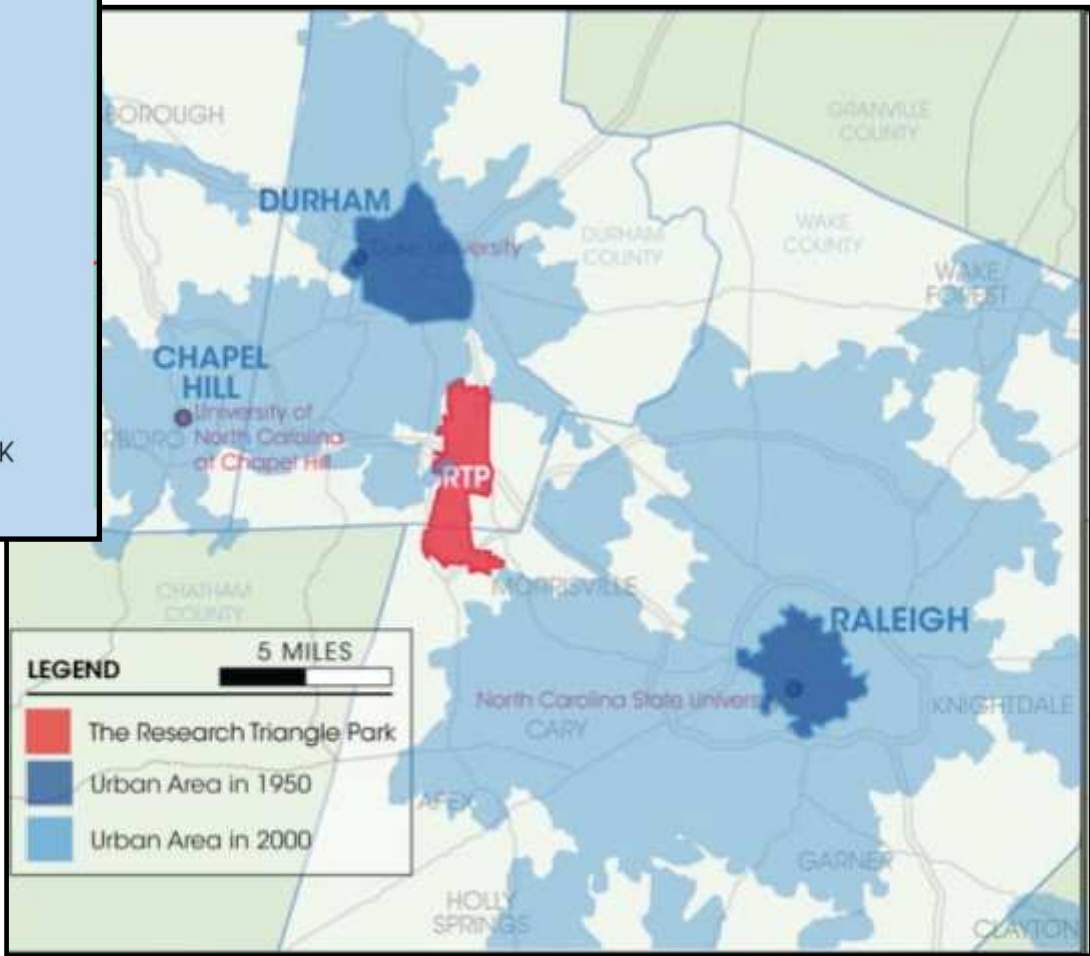 K
BOROUGH
GRANVILLE
COUNTY
DURHAM
Duke University
DURHAM
COUNTY
WAKE
COUNTY
WAKE
FOREST
CHAPEL
HILL
University of
North Carolina
at Chapel Hill
RBORO
RTP
CHATHAM
COUNTY
MORRISVILLE
RALEIGH
North Carolina State University
KNIGHTDALE
CARY
APEX
GARNER
HOLLY
SPRINGS
CLAYTON
LEGEND
5 MILES
The Research Triangle Park
Urban Area in 1950
Urban Area in 2000